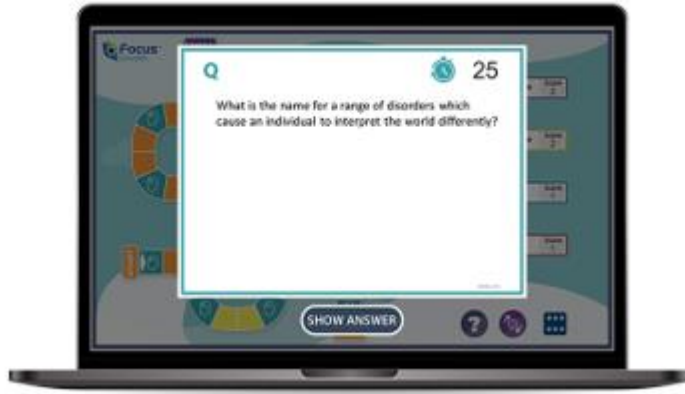 Focus
Q
25
What is the name for a range of disorders which
cause an individual to interpret the world differently?
SHOW ANSWER
?